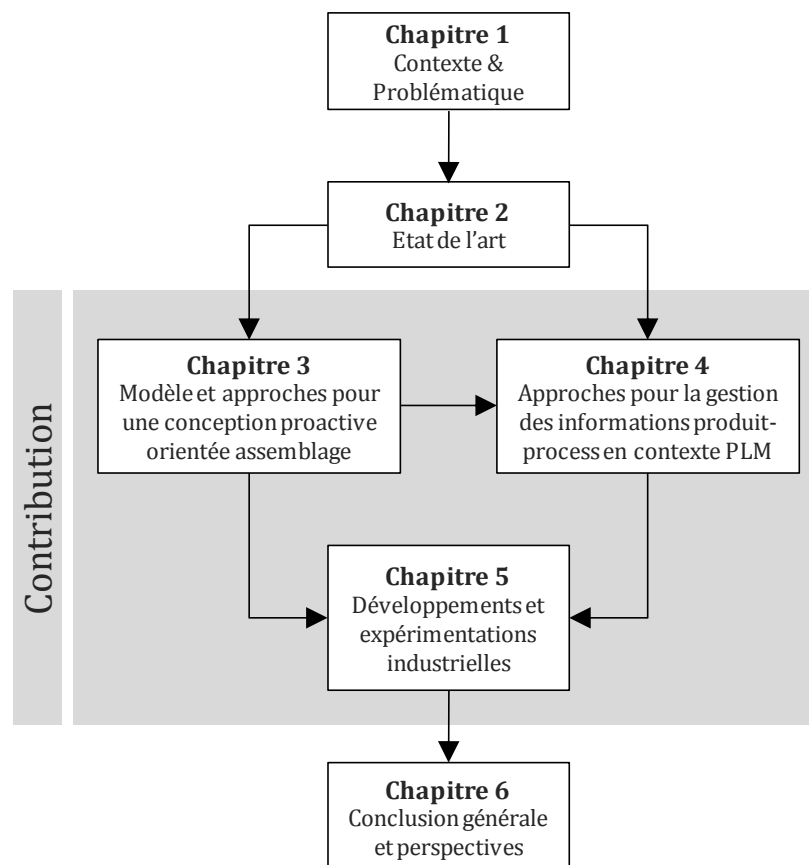 Chapitre 1
Contexte &
Problématique
Chapitre 2
Etat de l'art
Contribution
Chapitre 3
Modèle et approches pour
une conception proactive
orientée assemblage
Chapitre 4
Approches pour la gestion
des informations produit-
process en contexte PLM
Chapitre 5
Développements et
expérimentations
industrielles
Chapitre 6
Conclusion générale
et perspectives